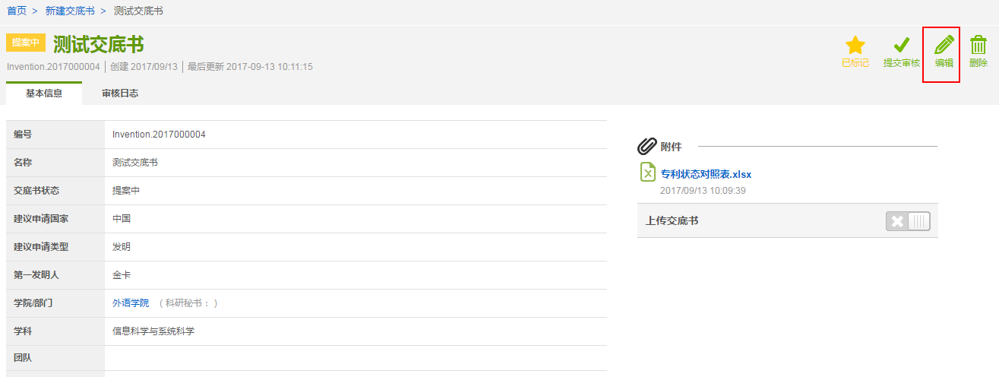 首页 > 新建交底书 > 测试交底书
提案中 测试交底书
Invention.2017000004 | 创建 2017/09/13 | 最后更新 2017-09-13 10:11:15
已标记 提交审核 编辑 删除
基本信息 审核日志
编号 Invention.2017000004
名称 测试交底书
交底书状态 提案中
建议申请国家 中国
建议申请类型 发明
第一发明人 金卡
学院/部门 外语学院 （ 科研秘书： ）
学科 信息科学与系统科学
团队
附件
专利状态对照表.xlsx
2017/09/13 10:09:39
上传交底书